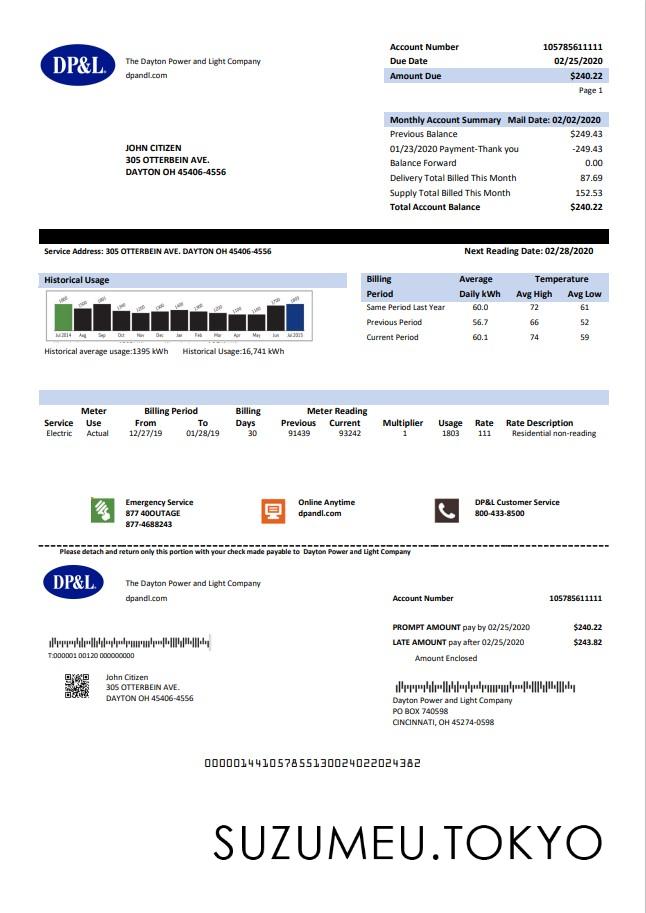 DP&L.
The Dayton Power and Light Company
dpandl.com
Account Number 105785611111
Due Date 02/25/2020
Amount Due $240.22
Page 1
Monthly Account Summary Mail Date: 02/02/2020
Previous Balance $249.43
01/23/2020 Payment-Thank you -249.43
Balance Forward 0.00
Delivery Total Billed This Month 87.69
Supply Total Billed This Month 152.53
Total Account Balance $240.22
JOHN CITIZEN
305 OTTERBEIN AVE.
DAYTON OH 45406-4556
Service Address: 305 OTTERBEIN AVE. DAYTON OH 45406-4556 Next Reading Date: 02/28/2020
Historical Usage
Jul 2014 Aug Sep Oct Nov Dec Jan Feb Mar Apr May Jun Jul 2015
Historical average usage:1395 kWh Historical Usage:16,741 kWh
Billing Average Temperature
Period Daily kWh Avg High Avg Low
Same Period Last Year 60.0 72 61
Previous Period 56.7 66 52
Current Period 60.1 74 59
Meter Billing Period Billing Meter Reading
Service Use From To Days Previous Current Multiplier Usage Rate Rate Description
Electric Actual 12/27/19 01/28/19 30 91439 93242 1 1803 111 Residential non-reading
Emergency Service
877 40OUTAGE
877-4688243
Online Anytime
dpandl.com
DP&L Customer Service
800-433-8500
Please detach and return only this portion with your check made payable to Dayton Power and Light Company
DP&L.
The Dayton Power and Light Company
dpandl.com
Account Number 105785611111
PROMPT AMOUNT pay by 02/25/2020 $240.22
LATE AMOUNT pay after 02/25/2020 $243.82
Amount Enclosed
T:000001 00120 000000000
John Citizen
305 OTTERBEIN AVE.
DAYTON OH 45406-4556
Dayton Power and Light Company
PO BOX 740598
CINCINNATI, OH 45274-0598
000001441057855130024022024382
SUZUMEU.TOKYO